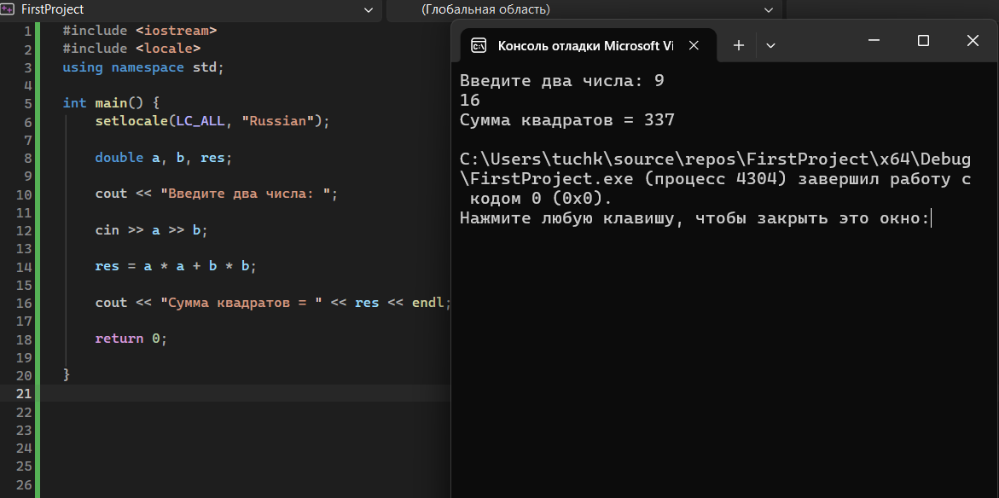 FirstProject
(Глобальная область)
1 #include <iostream>
2 #include <locale>
3 using namespace std;
4
5 int main() {
6 setlocale(LC_ALL, "Russian");
7
8 double a, b, res;
9
10 cout << "Введите два числа: ";
11
12 cin >> a >> b;
13
14 res = a * a + b * b;
15
16 cout << "Сумма квадратов = " << res << endl;
17
18 return 0;
19
20 }
21
22
23
24
25
26
Консоль отладки Microsoft Vi
Введите два числа: 9
16
Сумма квадратов = 337
C:\Users\tuchk\source\repos\FirstProject\x64\Debug
\FirstProject.exe (процесс 4304) завершил работу с
кодом 0 (0x0).
Нажмите любую клавишу, чтобы закрыть это окно: